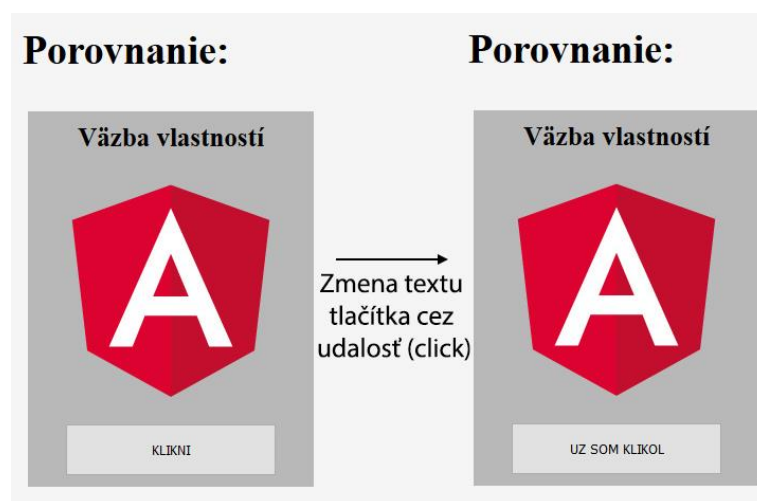 Porovnanie:
Väzba vlastností
A
KLIKNI
Zmena textu
tlačítka cez
udalosť (click)
Porovnanie:
Väzba vlastností
A
UZ SOM KLIKOL